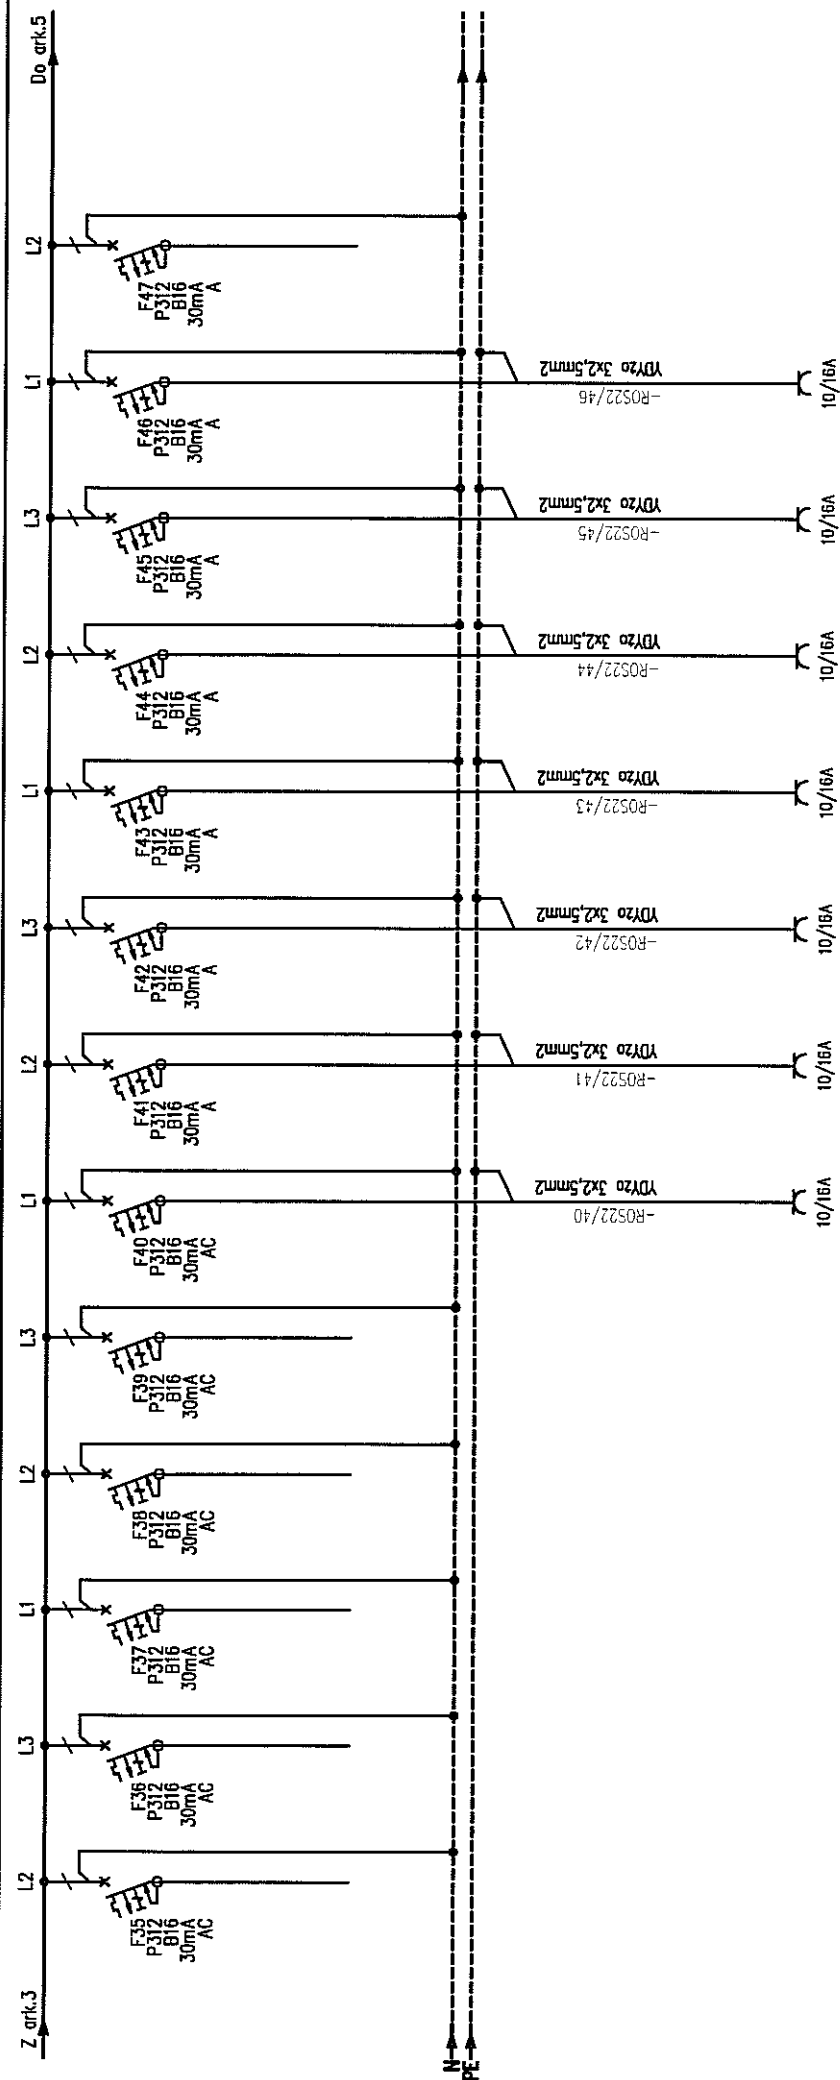 Z ark.3
Do ark.5
L2
F35
P312
B16
30mA
AC
L3
F36
P312
B16
30mA
AC
L1
F37
P312
B16
30mA
AC
L2
F38
P312
B16
30mA
AC
L3
F39
P312
B16
30mA
AC
L1
F40
P312
B16
30mA
AC
-ROS22/40
YDYżo 3x2,5mm2
10/16A
L2
F41
P312
B16
30mA
A
-ROS22/41
YDYżo 3x2,5mm2
10/16A
L3
F42
P312
B16
30mA
A
-ROS22/42
YDYżo 3x2,5mm2
10/16A
L1
F43
P312
B16
30mA
A
-ROS22/43
YDYżo 3x2,5mm2
10/16A
L2
F44
P312
B16
30mA
A
-ROS22/44
YDYżo 3x2,5mm2
10/16A
L3
F45
P312
B16
30mA
A
-ROS22/45
YDYżo 3x2,5mm2
10/16A
L1
F46
P312
B16
30mA
A
-ROS22/46
YDYżo 3x2,5mm2
10/16A
L2
F47
P312
B16
30mA
A
N
PE